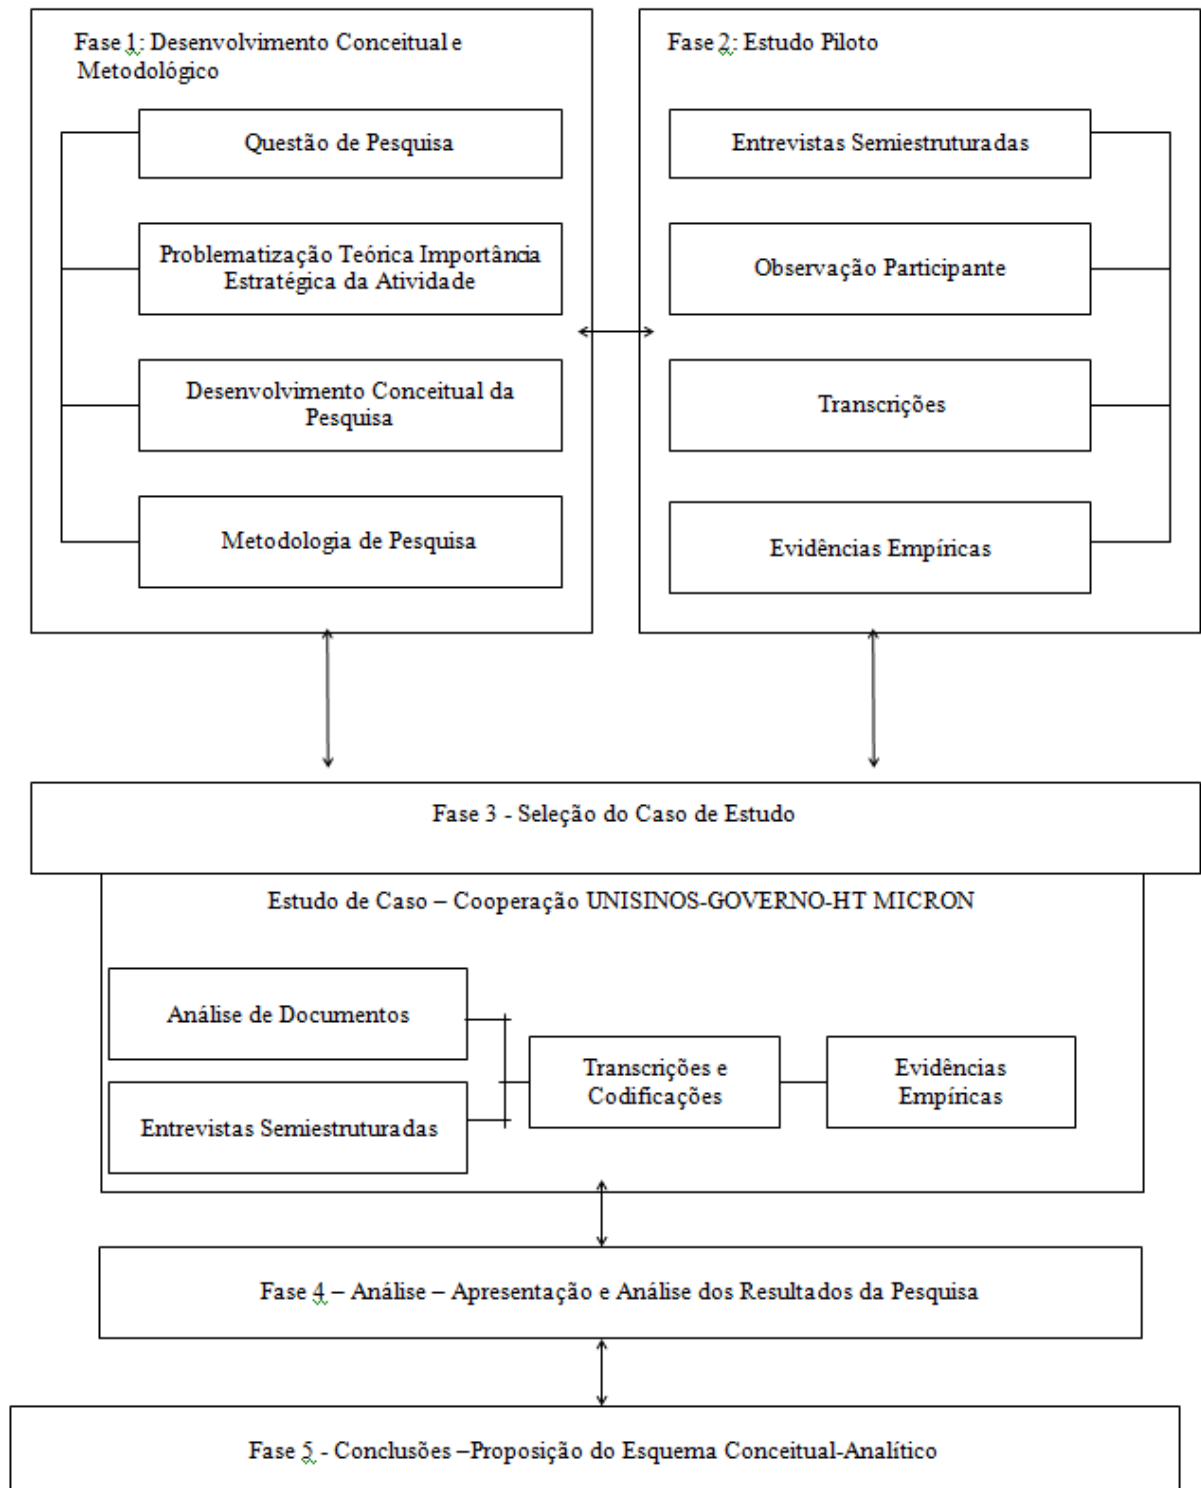 Fase 1: Desenvolvimento Conceitual e
Metodológico
Questão de Pesquisa
Problematização Teórica Importância
Estratégica da Atividade
Desenvolvimento Conceitual da
Pesquisa
Metodologia de Pesquisa
Fase 2: Estudo Piloto
Entrevistas Semiestruturadas
Observação Participante
Transcrições
Evidências Empíricas
Fase 3 - Seleção do Caso de Estudo
Estudo de Caso – Cooperação UNISINOS-GOVERNO-HT MICRON
Análise de Documentos
Entrevistas Semiestruturadas
Transcrições e
Codificações
Evidências
Empíricas
Fase 4 – Análise – Apresentação e Análise dos Resultados da Pesquisa
Fase 5 - Conclusões –Proposição do Esquema Conceitual-Analítico